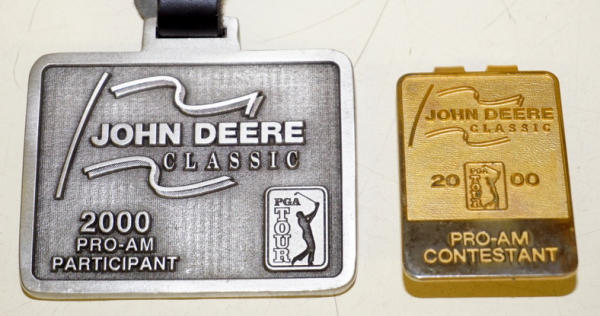 JOHN DEERE
CLASSIC
2000
PRO-AM
PARTICIPANT
PGA
TOUR
JOHN DEERE
CLASSIC
20 00
PGA
TOUR
PRO-AM
CONTESTANT